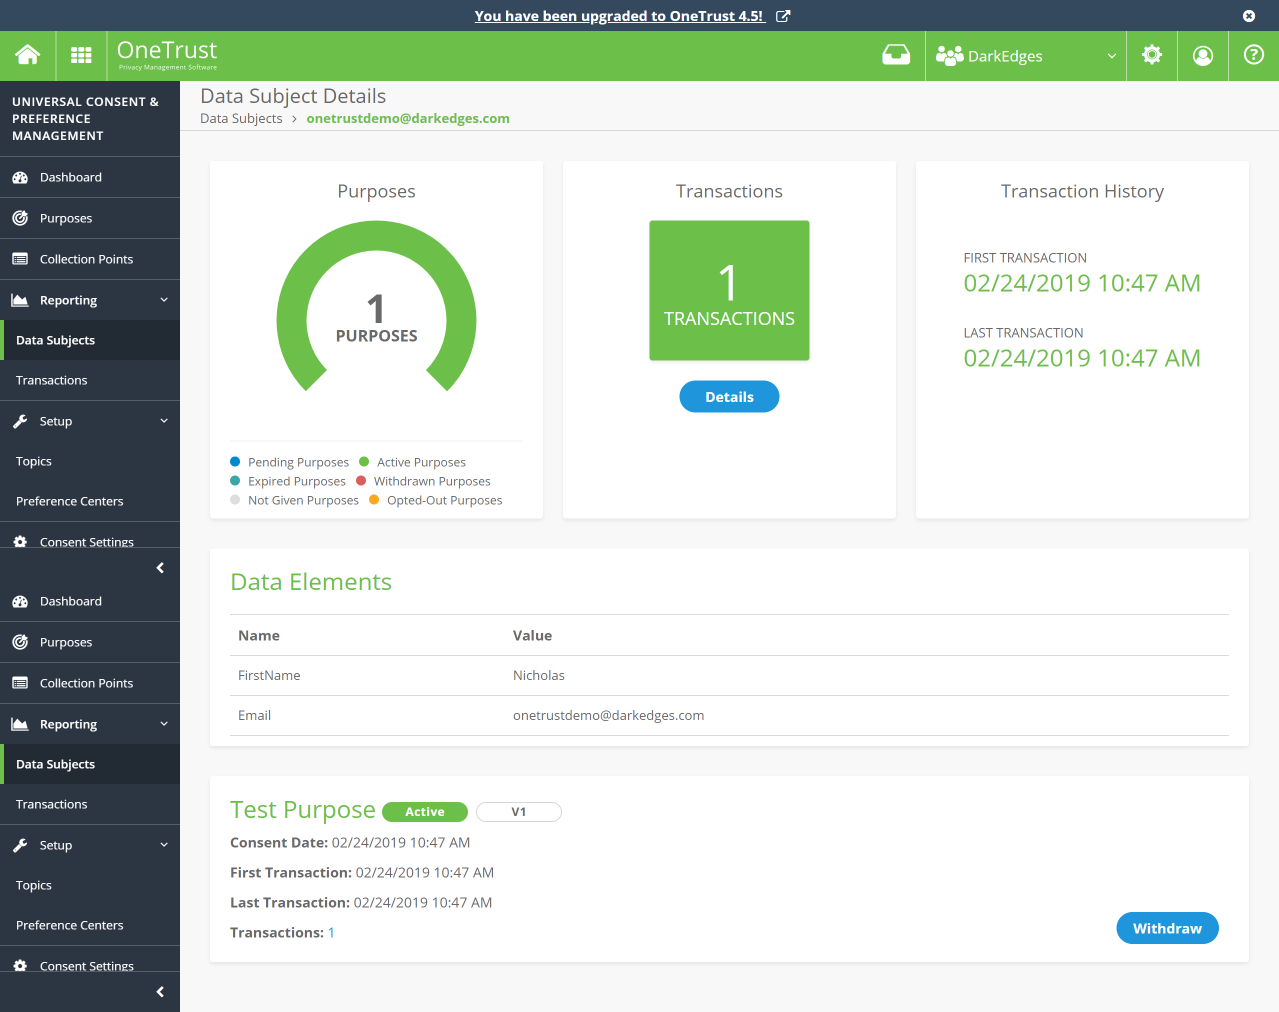 You have been upgraded to OneTrust 4.5!
OneTrust
Privacy Management Software
DarkEdges
UNIVERSAL CONSENT &
PREFERENCE
MANAGEMENT
Dashboard
Purposes
Collection Points
Reporting
Data Subjects
Transactions
Setup
Topics
Preference Centers
Consent Settings
Dashboard
Purposes
Collection Points
Reporting
Data Subjects
Transactions
Setup
Topics
Preference Centers
Consent Settings
Data Subject Details
Data Subjects > onetrustdemo@darkedges.com
Purposes
1
PURPOSES
Pending Purposes Active Purposes
Expired Purposes Withdrawn Purposes
Not Given Purposes Opted-Out Purposes
Transactions
1
TRANSACTIONS
Details
Transaction History
FIRST TRANSACTION
02/24/2019 10:47 AM
LAST TRANSACTION
02/24/2019 10:47 AM
Data Elements
Name Value
FirstName Nicholas
Email onetrustdemo@darkedges.com
Test Purpose Active V1
Consent Date: 02/24/2019 10:47 AM
First Transaction: 02/24/2019 10:47 AM
Last Transaction: 02/24/2019 10:47 AM
Transactions: 1
Withdraw